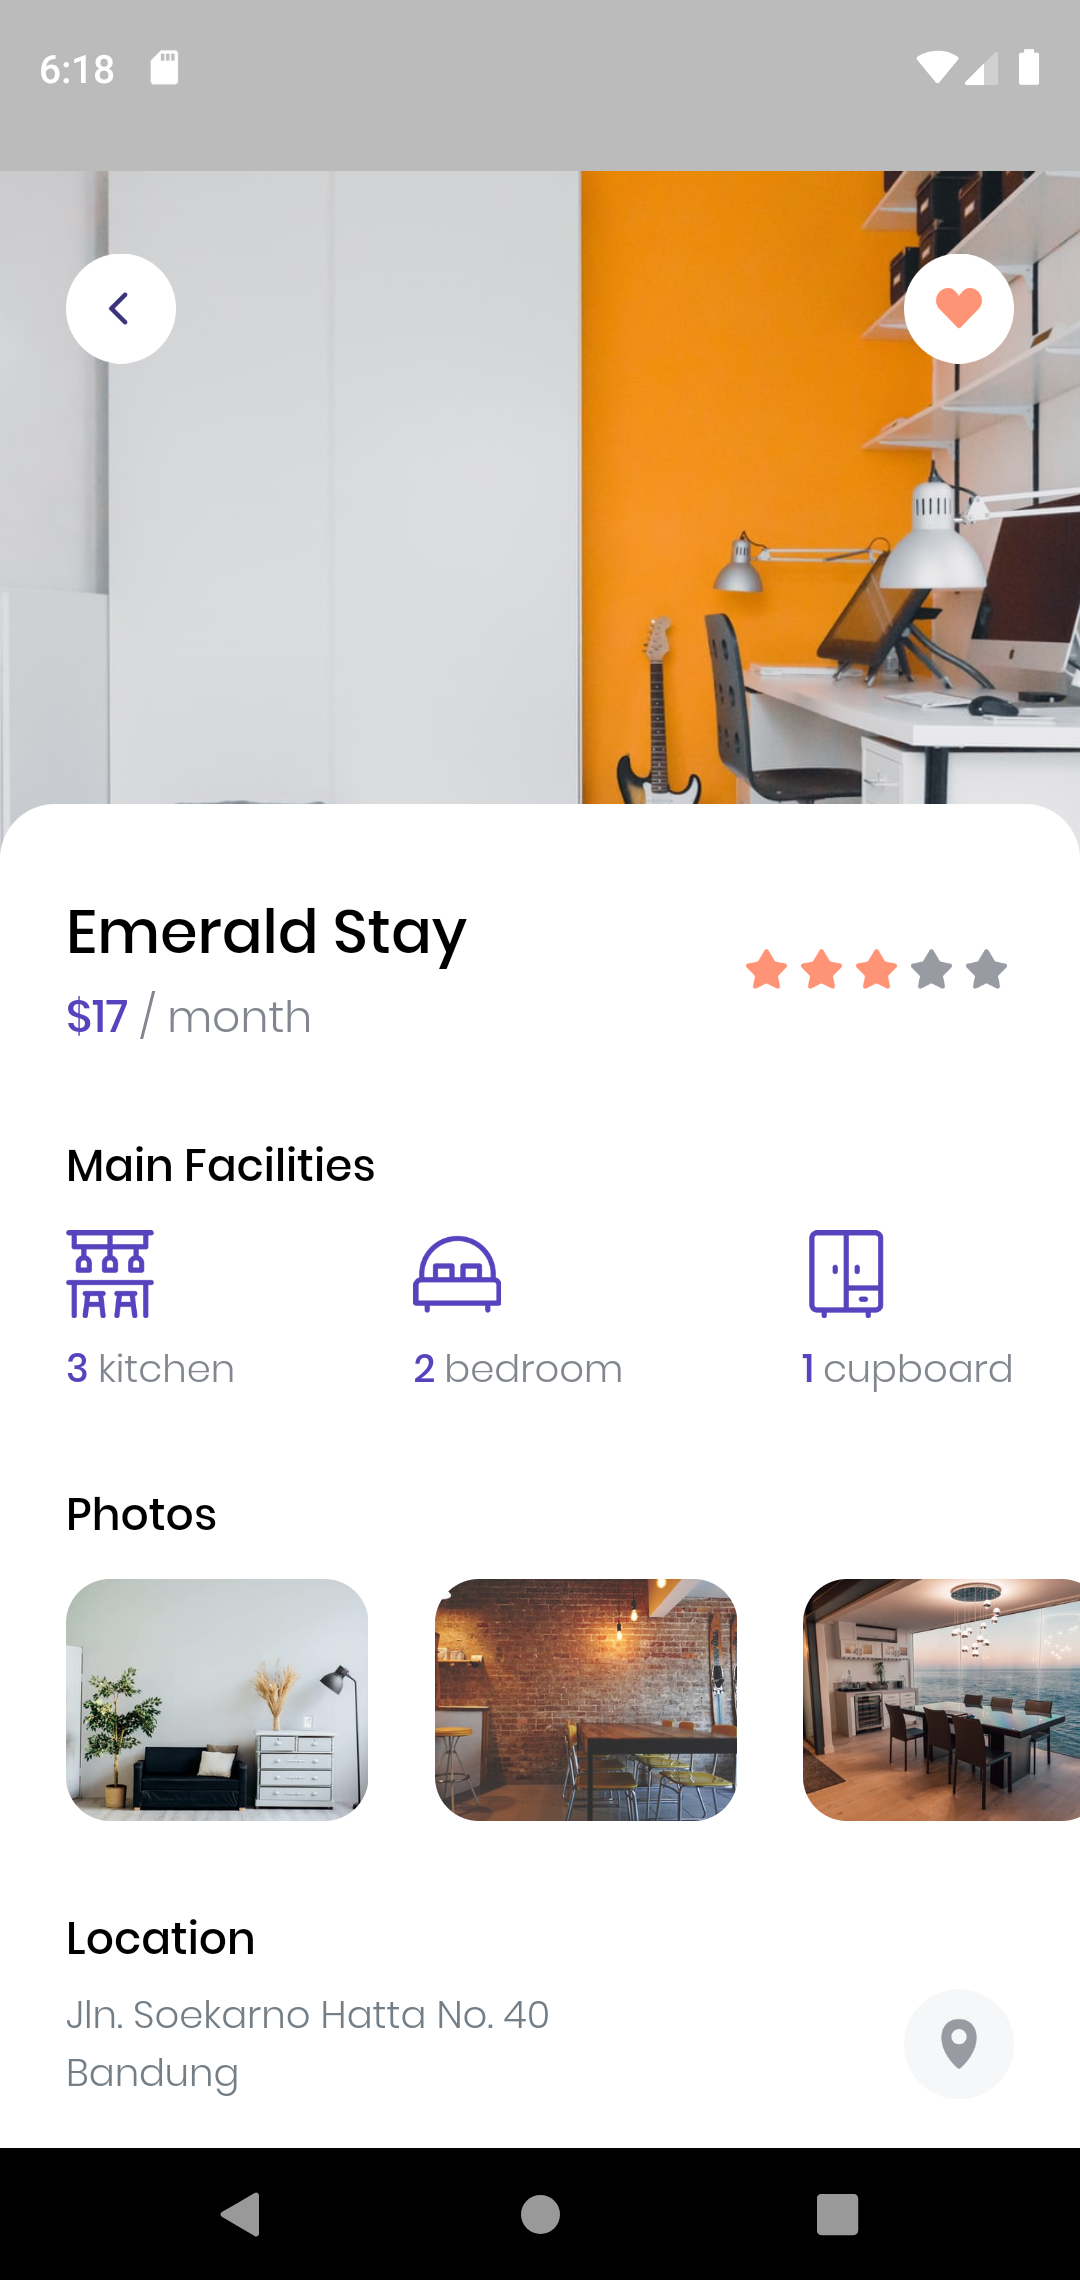 6:18
Emerald Stay
$17 / month
Main Facilities
3 kitchen
2 bedroom
1 cupboard
Photos
Location
Jln. Soekarno Hatta No. 40
Bandung